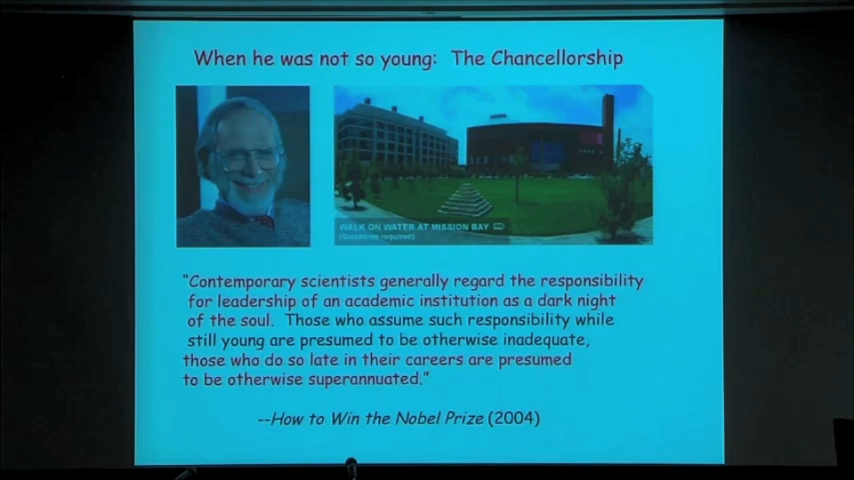 When he was not so young: The Chancellorship
WALK ON WATER AT MISSION BAY
(Quicktime required)
"Contemporary scientists generally regard the responsibility
for leadership of an academic institution as a dark night
of the soul. Those who assume such responsibility while
still young are presumed to be otherwise inadequate,
those who do so late in their careers are presumed
to be otherwise superannuated."
--How to Win the Nobel Prize (2004)